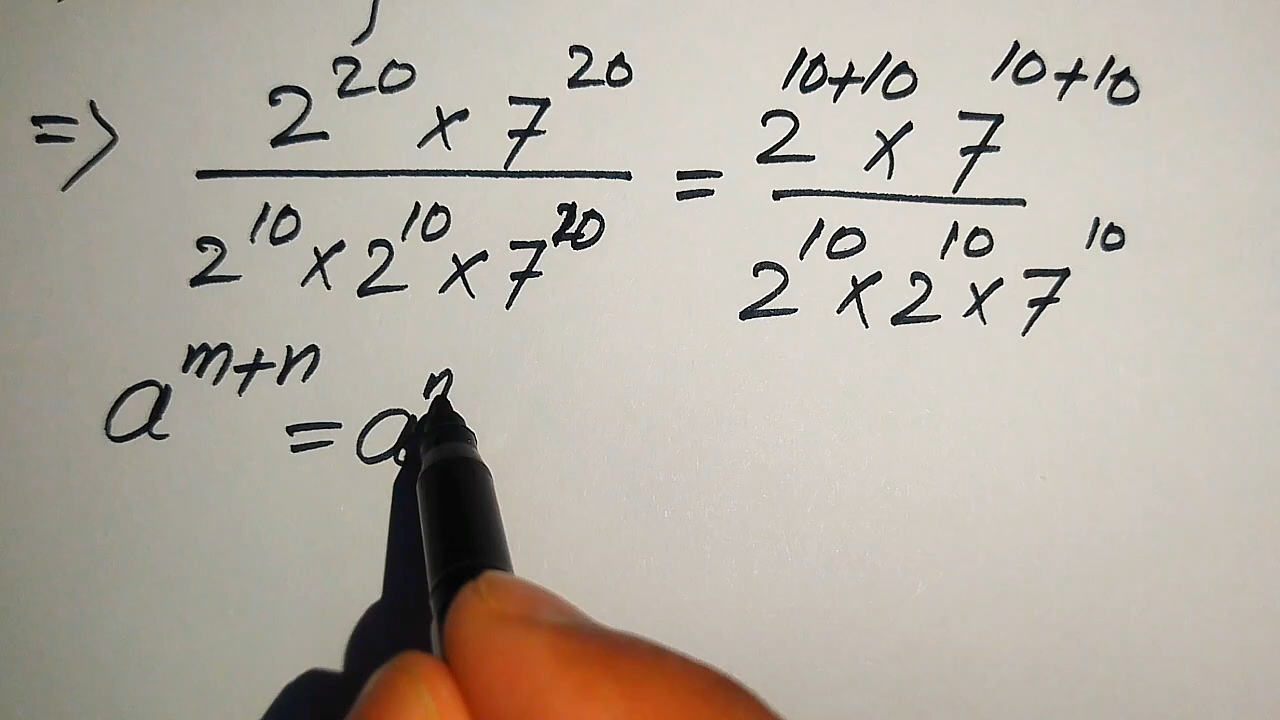 => 2^20 × 7^20 / 2^10 × 2^10 × 7^20 = 2^10+10 × 7^10+10 / 2^10 × 2^10 × 7^10
a^m+n = a^n